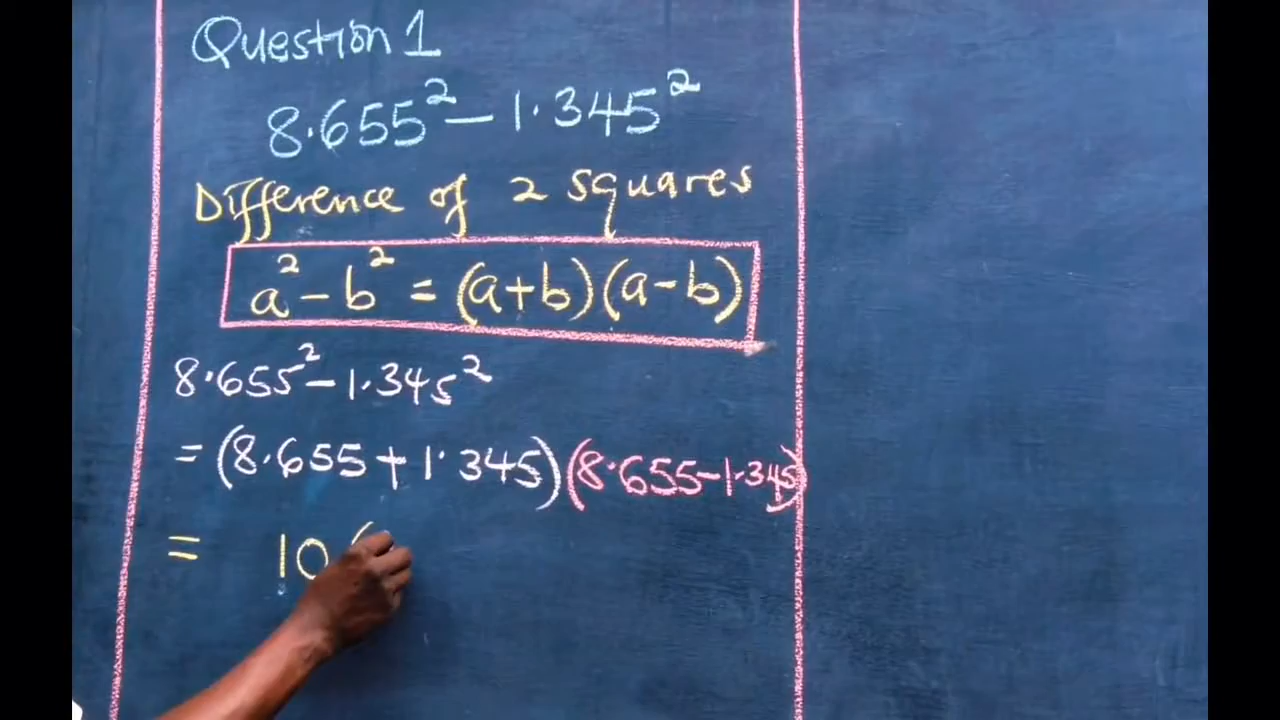 Question 1
8.655² - 1.345²
Difference of 2 squares
a² - b² = (a+b)(a-b)
8.655² - 1.345²
= (8.655 + 1.345)(8.655-1.345)
= 10(